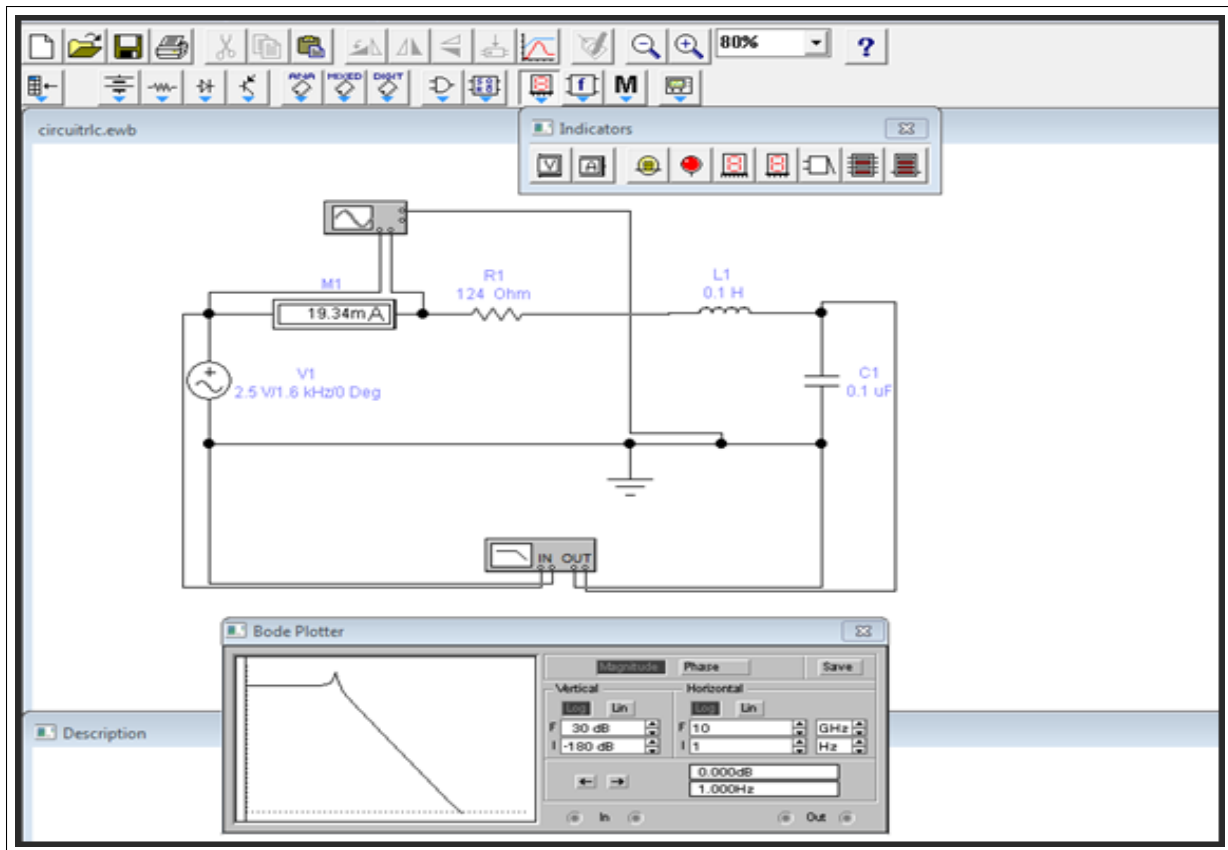 80%
?
ANA
MIXED
DIGIT
M
circuitrlc.ewb
Indicators
V
A
M1
19.34m A
R1
124 Ohm
L1
0.1 H
V1
2.5 V/1.6 kHz/0 Deg
C1
0.1 uF
IN OUT
Bode Plotter
Magnitude Phase Save
Vertical Horizontal
Log Lin Log Lin
F 30 dB F 10 GHz
I -180 dB I 1 Hz
0.000dB
1.000Hz
In Out
Description